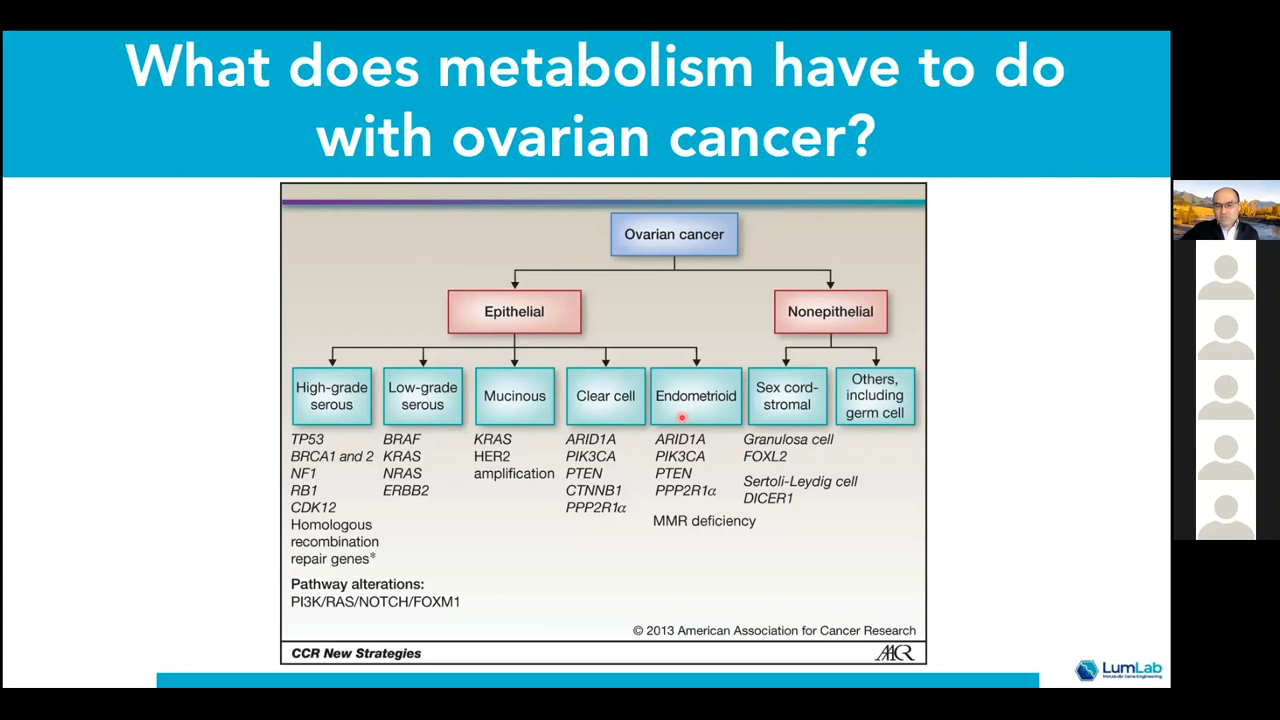 What does metabolism have to do
with ovarian cancer?
Ovarian cancer
Epithelial
Nonepithelial
High-grade
serous
Low-grade
serous
Mucinous
Clear cell
Endometrioid
Sex cord-
stromal
Others,
including
germ cell
TP53
BRCA1 and 2
NF1
RB1
CDK12
Homologous
recombination
repair genes*
BRAF
KRAS
NRAS
ERBB2
KRAS
HER2
amplification
ARID1A
PIK3CA
PTEN
CTNNB1
PPP2R1α
ARID1A
PIK3CA
PTEN
PPP2R1α
MMR deficiency
Granulosa cell
FOXL2
Sertoli-Leydig cell
DICER1
Pathway alterations:
PI3K/RAS/NOTCH/FOXM1
© 2013 American Association for Cancer Research
CCR New Strategies
AACR
LumLab
Metabolic Gene Engineering